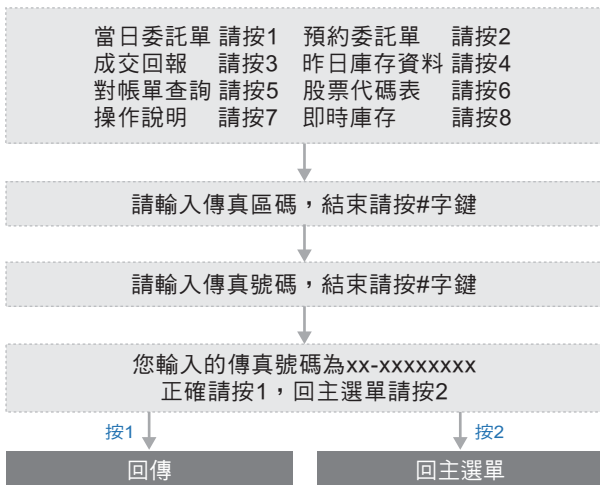 當日委託單 請按1 預約委託單 請按2
成交回報 請按3 昨日庫存資料 請按4
對帳單查詢 請按5 股票代碼表 請按6
操作說明 請按7 即時庫存 請按8
請輸入傳真區碼，結束請按#字鍵
請輸入傳真號碼，結束請按#字鍵
您輸入的傳真號碼為xx-xxxxxxxx
正確請按1，回主選單請按2
按1 按2
回傳 回主選單